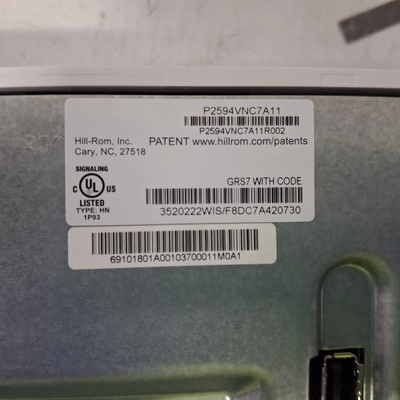 P2594VNC7A11
P2594VNC7A11R002
Hill-Rom, Inc. PATENT www.hillrom.com/patents
Cary, NC, 27518
SIGNALING
C UL US
LISTED
TYPE: HN
1P93
GRS7 WITH CODE
3520222WIS/F8DC7A420730
69101801A00103700011M0A1